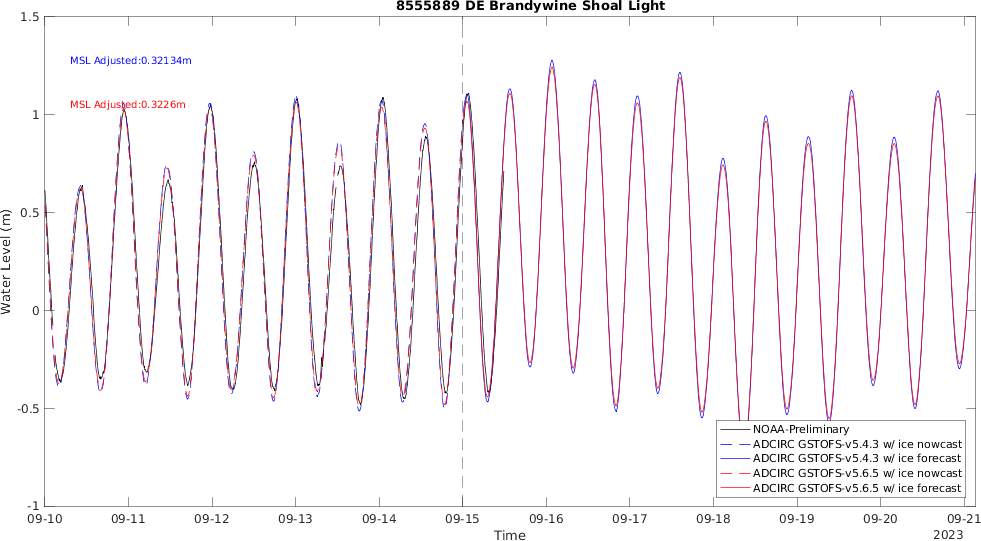 8555889 DE Brandywine Shoal Light
1.5
MSL Adjusted:0.32134m
MSL Adjusted:0.3226m
1
0.5
0
-0.5
-1
Water Level (m)
NOAA-Preliminary
ADCIRC GSTOFS-v5.4.3 w/ ice nowcast
ADCIRC GSTOFS-v5.4.3 w/ ice forecast
ADCIRC GSTOFS-v5.6.5 w/ ice nowcast
ADCIRC GSTOFS-v5.6.5 w/ ice forecast
09-10 09-11 09-12 09-13 09-14 09-15 09-16 09-17 09-18 09-19 09-20 09-21
Time
2023